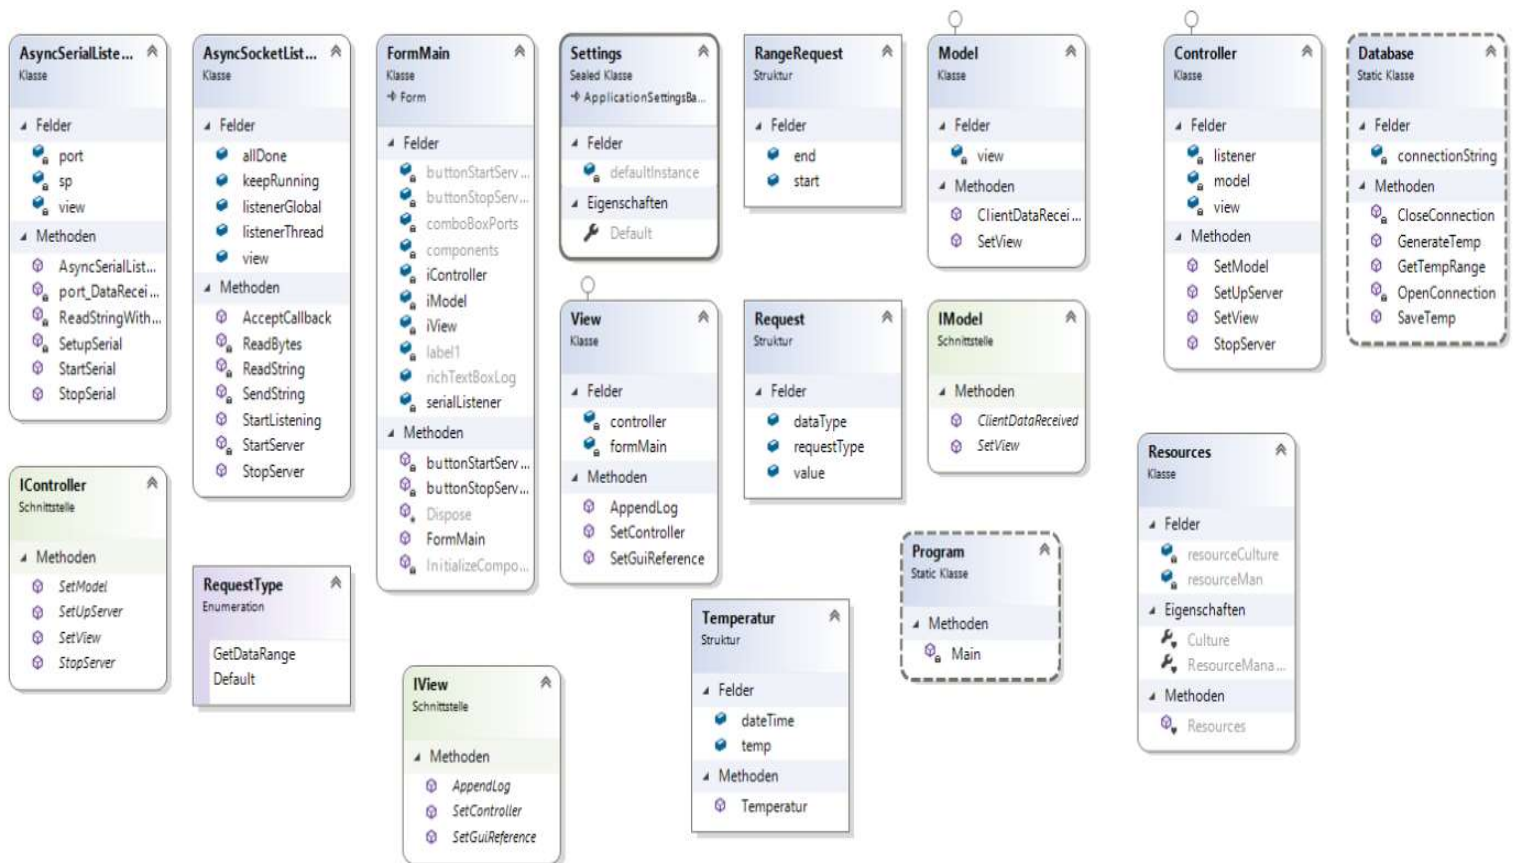 AsyncSerialListe...
Klasse
Felder
port
sp
view
Methoden
AsyncSerialList...
port_DataRecei...
ReadStringWith...
SetupSerial
StartSerial
StopSerial
IController
Schnittstelle
Methoden
SetModel
SetUpServer
SetView
StopServer
AsyncSocketList...
Klasse
Felder
allDone
keepRunning
listenerGlobal
listenerThread
view
Methoden
AcceptCallback
ReadBytes
ReadString
SendString
StartListening
StartServer
StopServer
RequestType
Enumeration
GetDataRange
Default
FormMain
Klasse
Form
Felder
buttonStartServ...
buttonStopServ...
comboBoxPorts
components
iController
iModel
iView
label1
richTextBoxLog
serialListener
Methoden
buttonStartServ...
buttonStopServ...
Dispose
FormMain
InitializeCompo...
IView
Schnittstelle
Methoden
AppendLog
SetController
SetGuiReference
Settings
Sealed Klasse
ApplicationSettingsBa...
Felder
defaultInstance
Eigenschaften
Default
View
Klasse
Felder
controller
formMain
Methoden
AppendLog
SetController
SetGuiReference
RangeRequest
Struktur
Felder
end
start
Request
Struktur
Felder
dataType
requestType
value
Temperatur
Struktur
Felder
dateTime
temp
Methoden
Temperatur
Model
Klasse
Felder
view
Methoden
ClientDataRecei...
SetView
IModel
Schnittstelle
Methoden
ClientDataReceived
SetView
Program
Static Klasse
Methoden
Main
Controller
Klasse
Felder
listener
model
view
Methoden
SetModel
SetUpServer
SetView
StopServer
Resources
Klasse
Felder
resourceCulture
resourceMan
Eigenschaften
Culture
ResourceMana...
Methoden
Resources
Database
Static Klasse
Felder
connectionString
Methoden
CloseConnection
GenerateTemp
GetTempRange
OpenConnection
SaveTemp